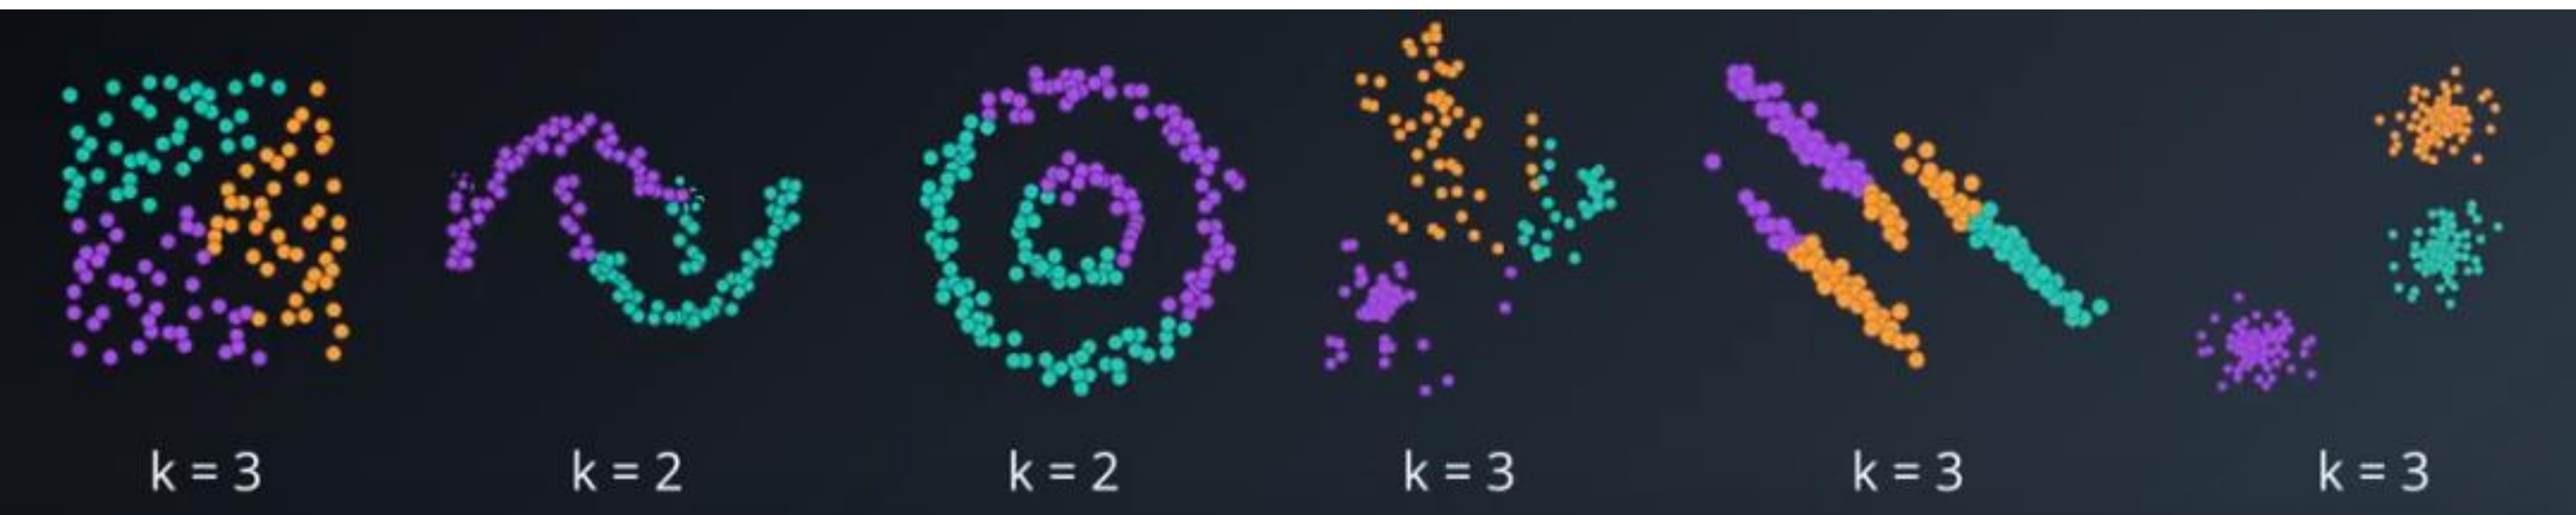 k = 3
k = 2
k = 2
k = 3
k = 3
k = 3